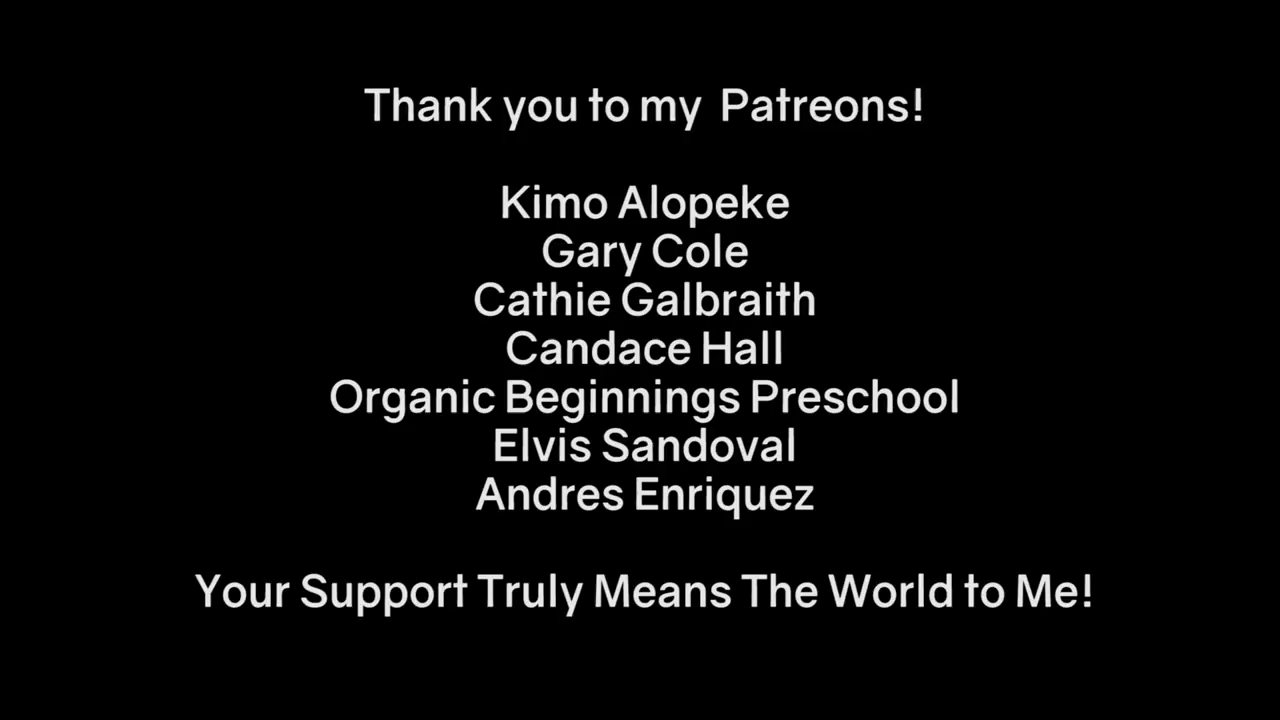 Thank you to my  Patreons!
Kimo Alopeke
Gary Cole
Cathie Galbraith
Candace Hall
Organic Beginnings Preschool
Elvis Sandoval
Andres Enriquez
Your Support Truly Means The World to Me!